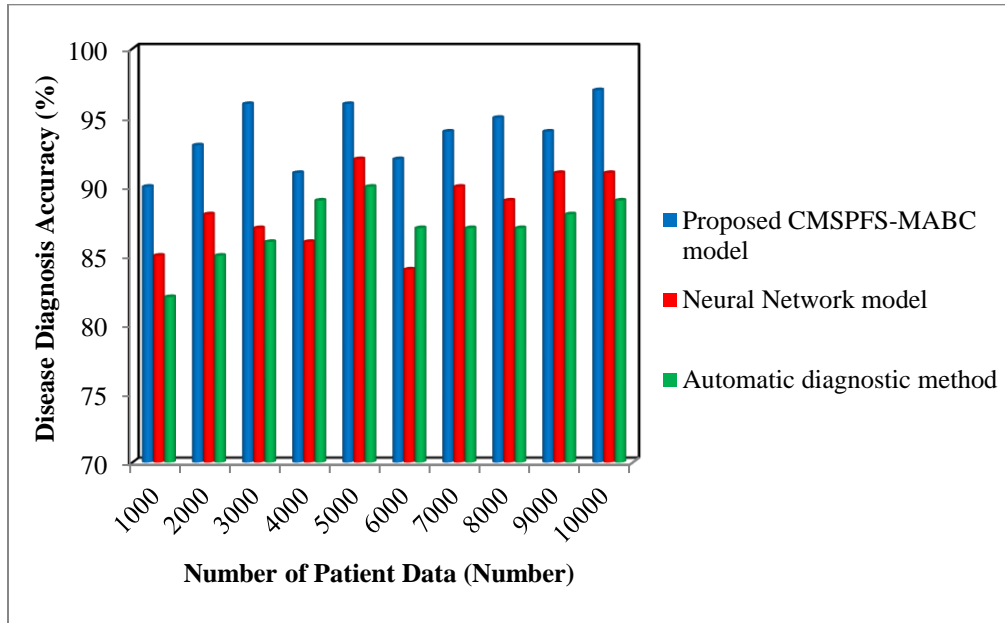 Disease Diagnosis Accuracy (%)
100
95
90
85
80
75
70
1000
2000
3000
4000
5000
6000
7000
8000
9000
10000
Number of Patient Data (Number)
Proposed CMSPFS-MABC
model
Neural Network model
Automatic diagnostic method